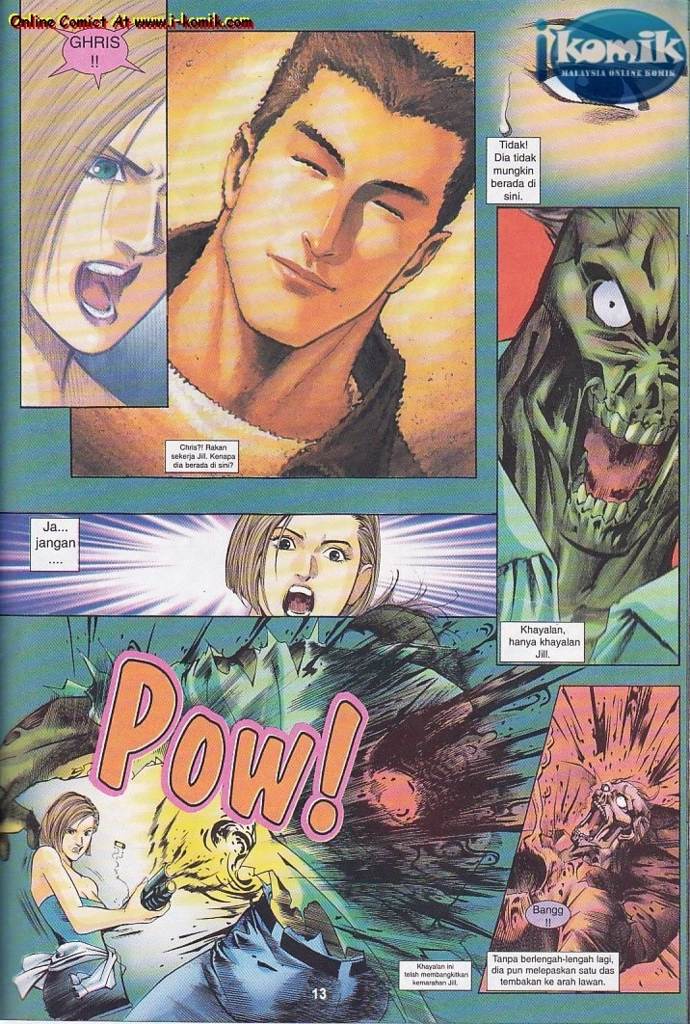 Online Comict At www.i-komik.com
ikomik
MALAYSIA ONLINE KOMIK
GHRIS
!!
Chris?! Rakan
sekerja Jill. Kenapa
dia berada di sini?
Tidak!
Dia tidak
mungkin
berada di
sini.
Ja...
jangan
....
Khayalan,
hanya khayalan
Jill.
POW!
Khayalan ini
telah membangkitkan
kemarahan Jill.
Bangg
!!
Tanpa berlengah-lengah lagi,
dia pun melepaskan satu das
tembakan ke arah lawan.
13